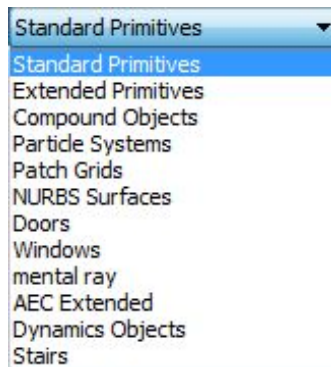 Standard Primitives
Standard Primitives
Extended Primitives
Compound Objects
Particle Systems
Patch Grids
NURBS Surfaces
Doors
Windows
mental ray
AEC Extended
Dynamics Objects
Stairs